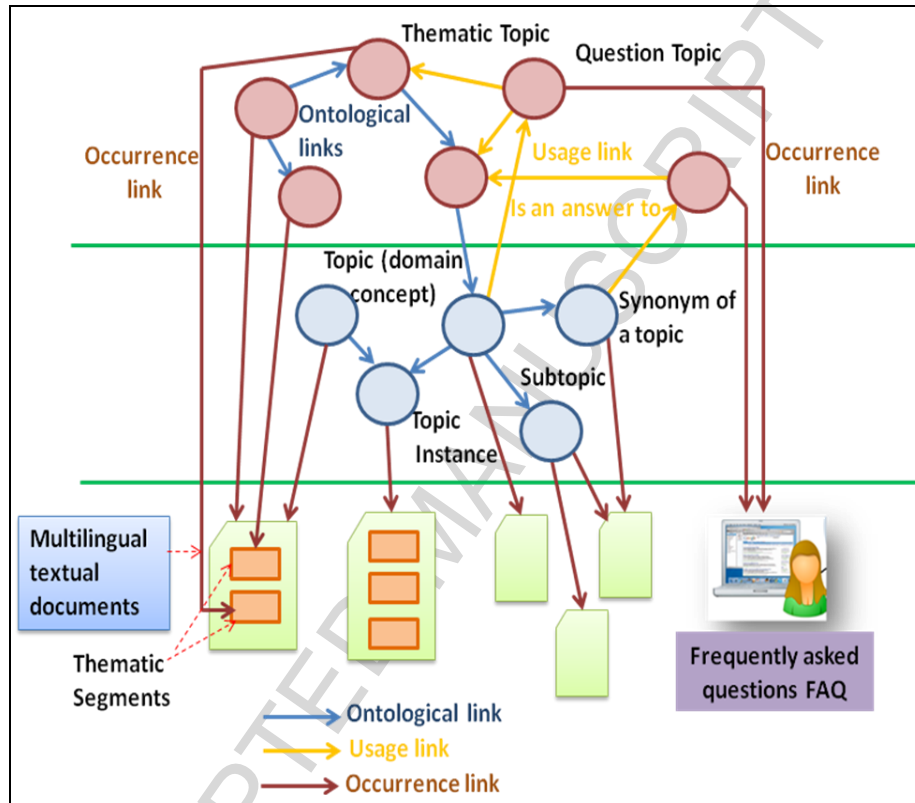 Thematic Topic
Question Topic
Ontological
links
Occurrence
link
Usage link
Occurrence
link
Is an answer to
Topic (domain
concept)
Synonym of
a topic
Subtopic
Topic
Instance
Multilingual
textual
documents
Thematic
Segments
Frequently asked
questions FAQ
Ontological link
Usage link
Occurrence link
PTED MANUSCRIPT